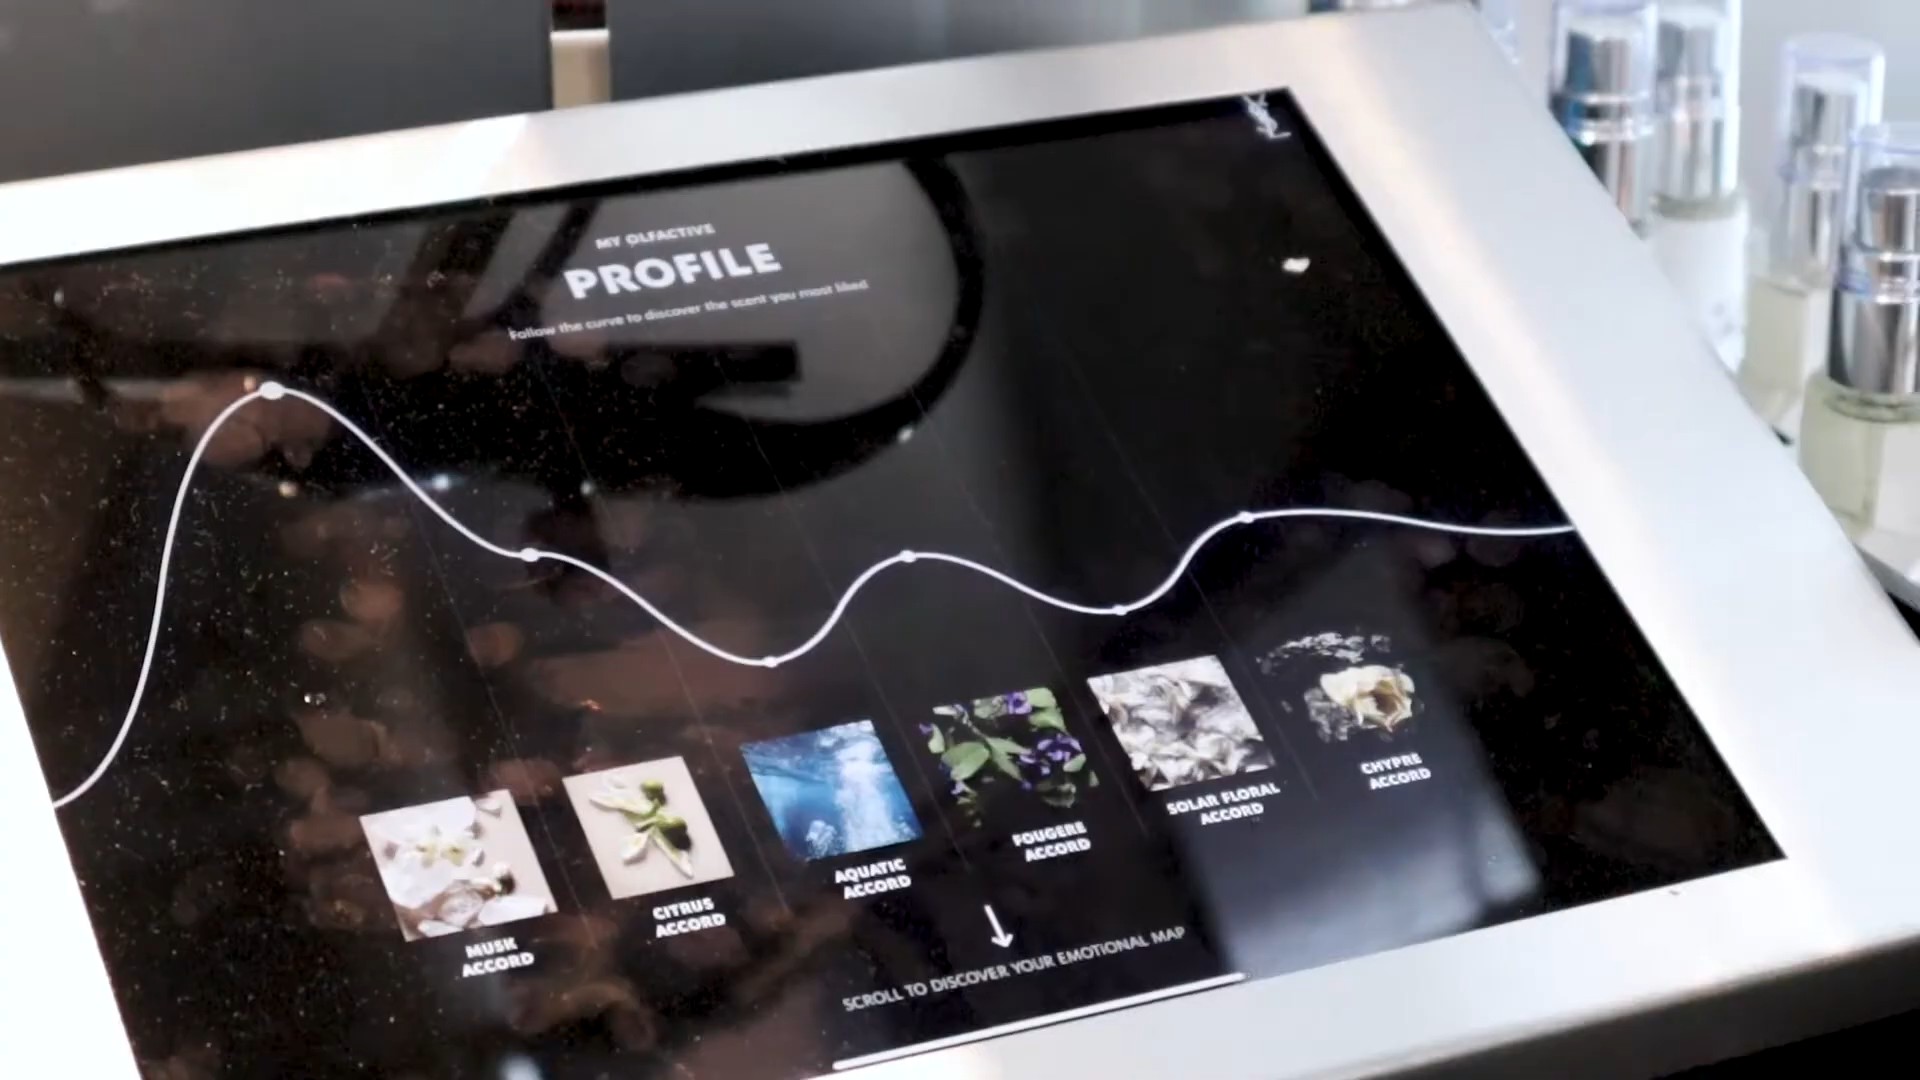 YSL
MY OLFACTIVE
PROFILE
Follow the curve to discover the scent you most liked
MUSK
ACCORD
CITRUS
ACCORD
AQUATIC
ACCORD
FOUGERE
ACCORD
SOLAR FLORAL
ACCORD
CHYPRE
ACCORD
SCROLL TO DISCOVER YOUR EMOTIONAL MAP